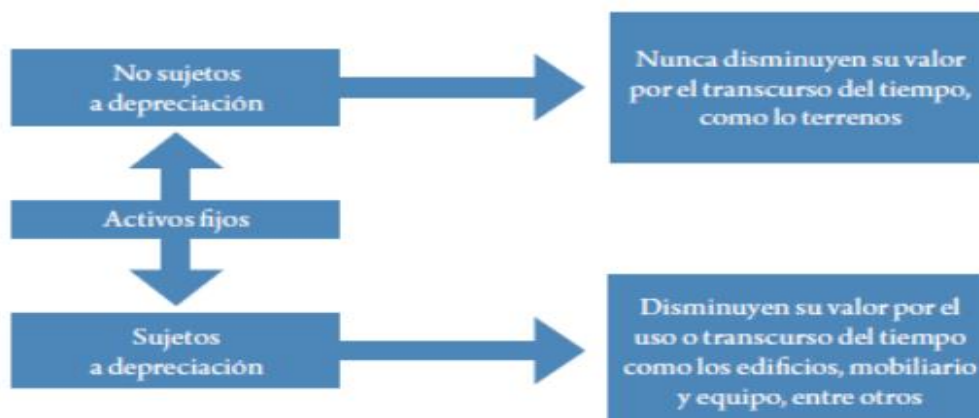 No sujetos
a depreciación
Nunca disminuyen su valor
por el transcurso del tiempo,
como lo terrenos
Activos fijos
Sujetos
a depreciación
Disminuyen su valor por el
uso o transcurso del tiempo
como los edificios, mobiliario
y equipo, entre otros